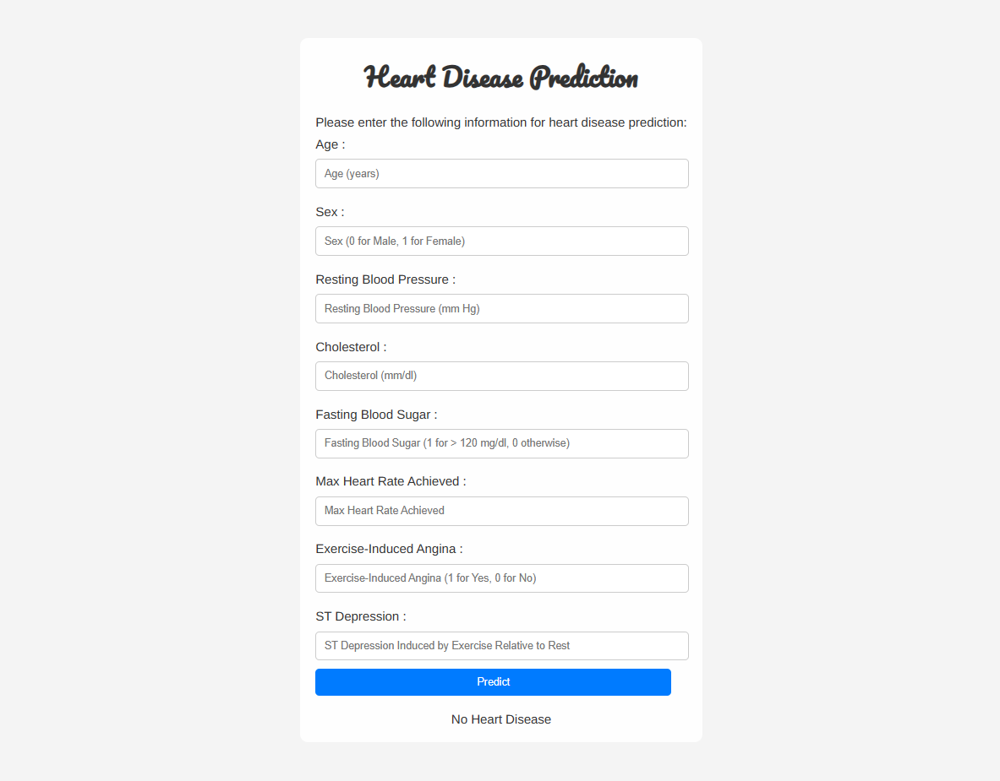 Heart Disease Prediction
Please enter the following information for heart disease prediction:
Age :
Age (years)
Sex :
Sex (0 for Male, 1 for Female)
Resting Blood Pressure :
Resting Blood Pressure (mm Hg)
Cholesterol :
Cholesterol (mm/dl)
Fasting Blood Sugar :
Fasting Blood Sugar (1 for > 120 mg/dl, 0 otherwise)
Max Heart Rate Achieved :
Max Heart Rate Achieved
Exercise-Induced Angina :
Exercise-Induced Angina (1 for Yes, 0 for No)
ST Depression :
ST Depression Induced by Exercise Relative to Rest
Predict
No Heart Disease